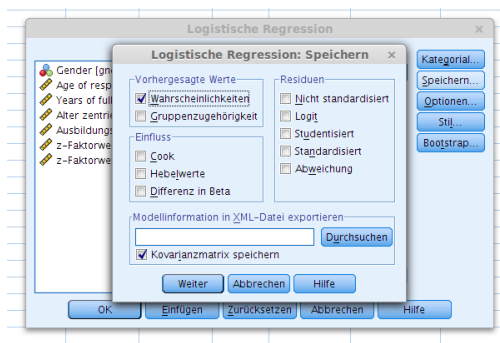 Logistische Regression
Logistische Regression: Speichern
Gender [gn
Age of resp
Years of full
Alter zentri
Ausbildungs
z-Faktorwe
z-Faktorwe
Vorhergesagte Werte
Wahrscheinlichkeiten
Gruppenzugehörigkeit
Einfluss
Cook
Hebelwerte
Differenz in Beta
Residuen
Nicht standardisiert
Logit
Studentisiert
Standardisiert
Abweichung
Modellinformation in XML-Datei exportieren
Durchsuchen
Kovarianzmatrix speichern
Weiter Abbrechen Hilfe
Kategorial...
Speichern...
Optionen...
Stil...
Bootstrap...
OK Einfügen Zurücksetzen Abbrechen Hilfe